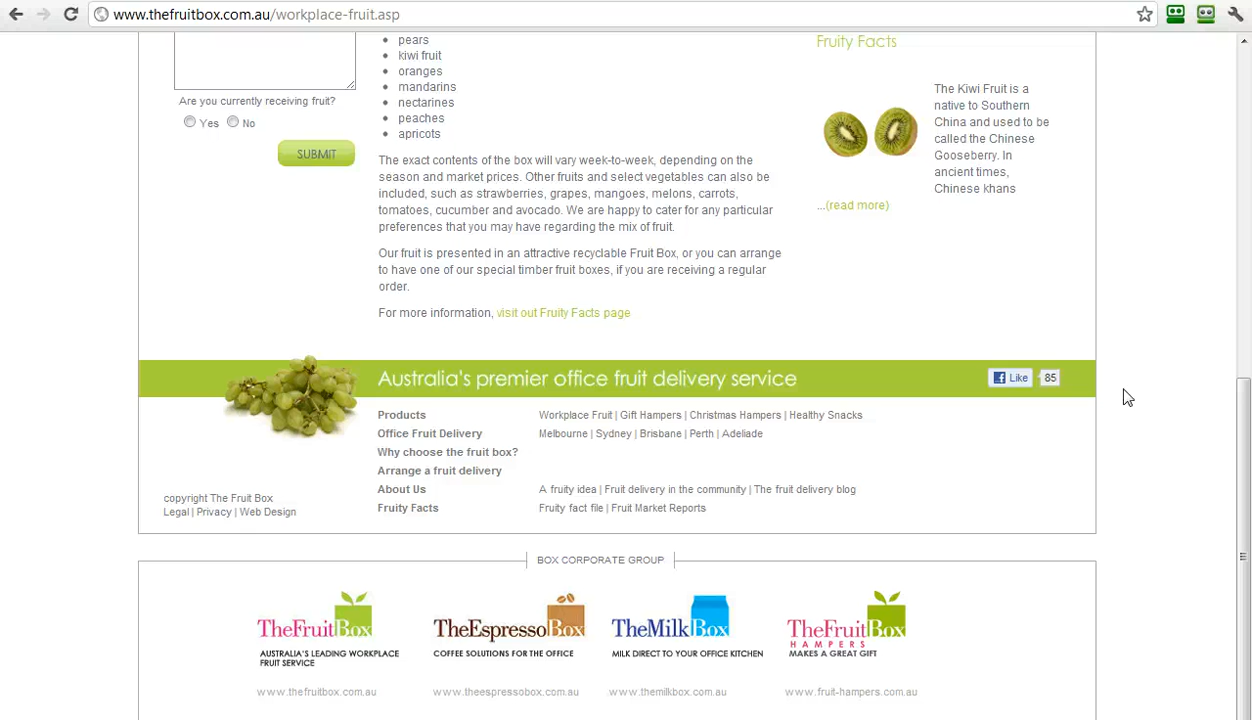 www.thefruitbox.com.au/workplace-fruit.asp
pears
kiwi fruit
oranges
mandarins
nectarines
peaches
apricots
Are you currently receiving fruit?
Yes No
SUBMIT
The exact contents of the box will vary week-to-week, depending on the
season and market prices. Other fruits and select vegetables can also be
included, such as strawberries, grapes, mangoes, melons, carrots,
tomatoes, cucumber and avocado. We are happy to cater for any particular
preferences that you may have regarding the mix of fruit.
Our fruit is presented in an attractive recyclable Fruit Box, or you can arrange
to have one of our special timber fruit boxes, if you are receiving a regular
order.
For more information, visit out Fruity Facts page
Fruity Facts
The Kiwi Fruit is a
native to Southern
China and used to be
called the Chinese
Gooseberry. In
ancient times,
Chinese khans
...(read more)
Australia's premier office fruit delivery service
Like 85
Products Workplace Fruit | Gift Hampers | Christmas Hampers | Healthy Snacks
Office Fruit Delivery Melbourne | Sydney | Brisbane | Perth | Adeliade
Why choose the fruit box?
Arrange a fruit delivery
About Us A fruity idea | Fruit delivery in the community | The fruit delivery blog
Fruity Facts Fruity fact file | Fruit Market Reports
copyright The Fruit Box
Legal | Privacy | Web Design
BOX CORPORATE GROUP
TheFruitBox
AUSTRALIA'S LEADING WORKPLACE
FRUIT SERVICE
www.thefruitbox.com.au
TheEspressoBox
COFFEE SOLUTIONS FOR THE OFFICE
www.theespressobox.com.au
TheMilkBox
MILK DIRECT TO YOUR OFFICE KITCHEN
www.themilkbox.com.au
TheFruitBox
HAMPERS
MAKES A GREAT GIFT
www.fruit-hampers.com.au